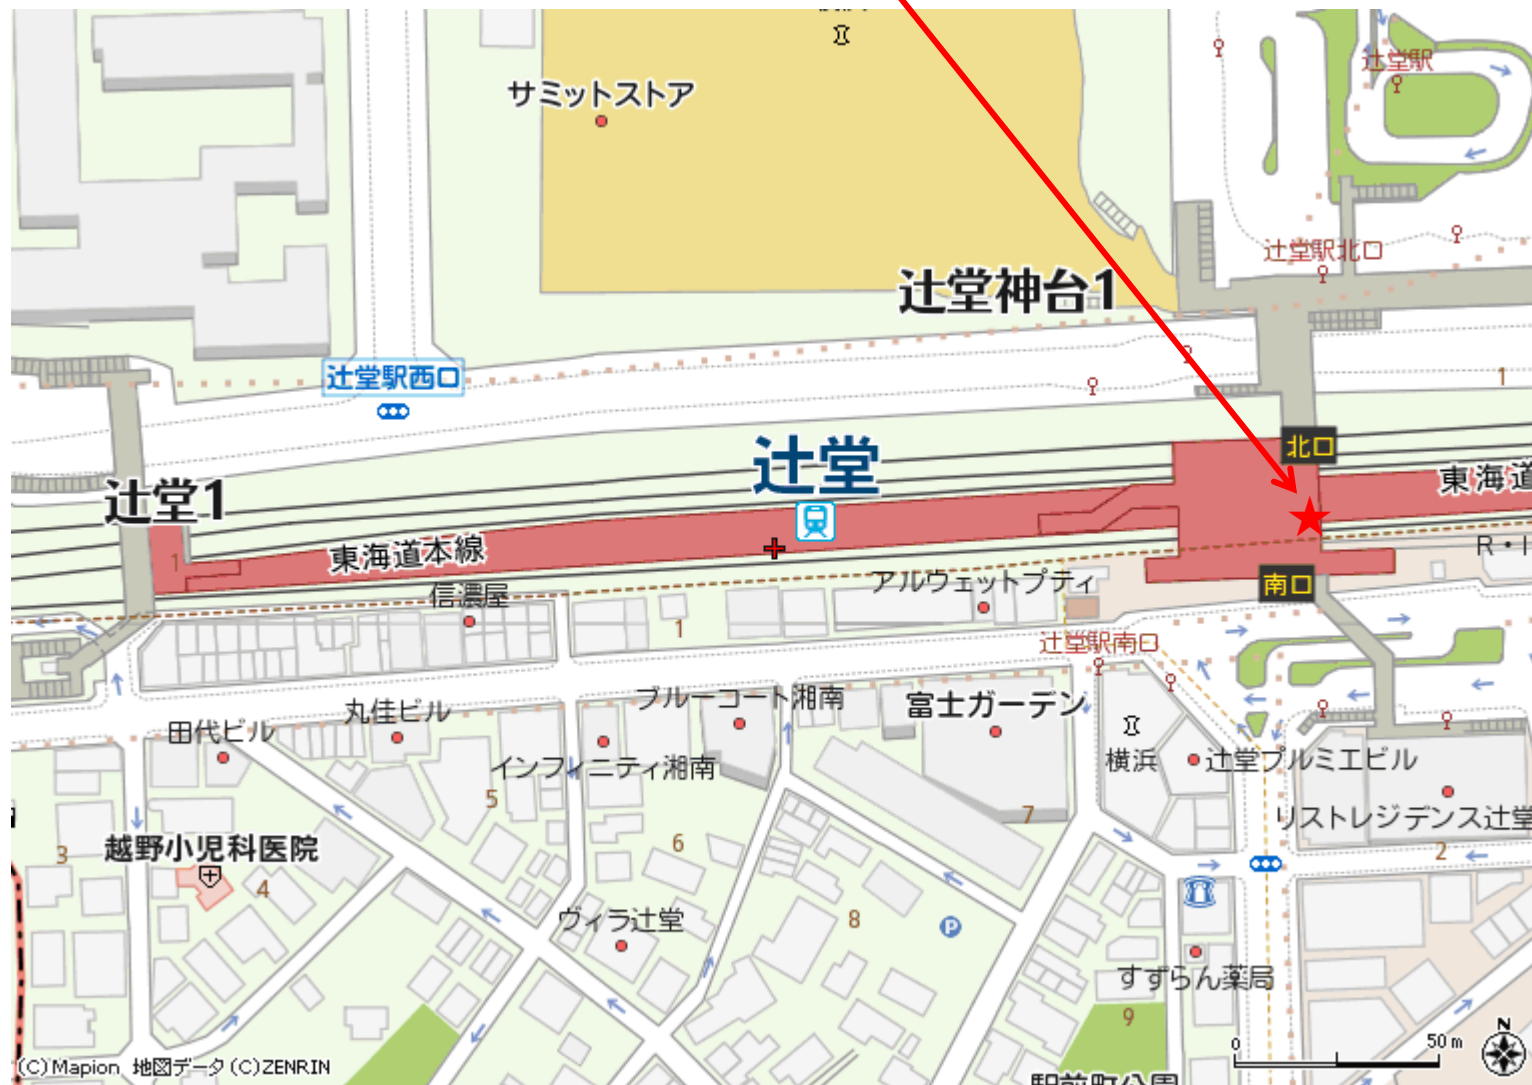 サミットストア
辻堂駅
辻堂駅北口
辻堂神台1
辻堂駅西口
1
北口
辻堂
辻堂1
東海道
東海道本線
1
R・I
南口
アルウェットプティ
信濃屋
1
辻堂駅南口
ブルーコート湘南
富士ガーデン
丸佳ビル
田代ビル
横浜
辻堂プルミエビル
インフィニティ湘南
5
7
リストレジデンス辻堂
越野小児科医院
3
4
6
2
ヴィラ辻堂
8
P
すずらん薬局
9
N
0
50m
(C)Mapion 地図データ(C)ZENRIN